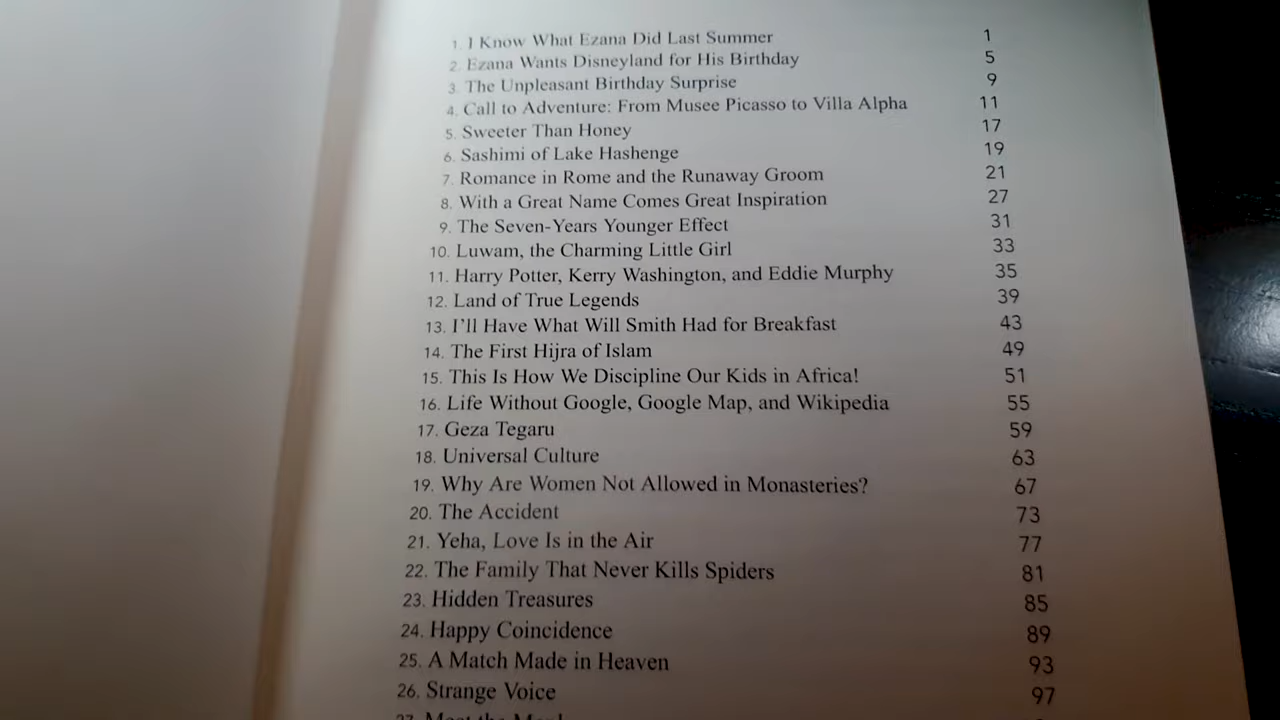 1. I Know What Ezana Did Last Summer 1
2. Ezana Wants Disneyland for His Birthday 5
3. The Unpleasant Birthday Surprise 9
4. Call to Adventure: From Musee Picasso to Villa Alpha 11
5. Sweeter Than Honey 17
6. Sashimi of Lake Hashenge 19
7. Romance in Rome and the Runaway Groom 21
8. With a Great Name Comes Great Inspiration 27
9. The Seven-Years Younger Effect 31
10. Luwam, the Charming Little Girl 33
11. Harry Potter, Kerry Washington, and Eddie Murphy 35
12. Land of True Legends 39
13. I'll Have What Will Smith Had for Breakfast 43
14. The First Hijra of Islam 49
15. This Is How We Discipline Our Kids in Africa! 51
16. Life Without Google, Google Map, and Wikipedia 55
17. Geza Tegaru 59
18. Universal Culture 63
19. Why Are Women Not Allowed in Monasteries? 67
20. The Accident 73
21. Yeha, Love Is in the Air 77
22. The Family That Never Kills Spiders 81
23. Hidden Treasures 85
24. Happy Coincidence 89
25. A Match Made in Heaven 93
26. Strange Voice 97